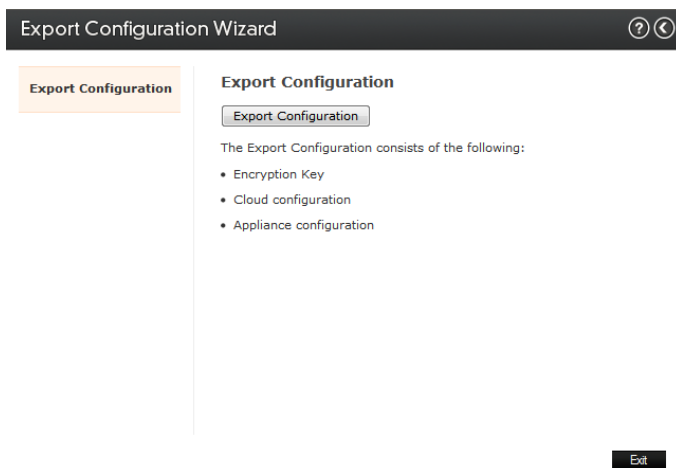 Export Configuration Wizard
?
Export Configuration
Export Configuration
Export Configuration
The Export Configuration consists of the following:
• Encryption Key
• Cloud configuration
• Appliance configuration
Exit